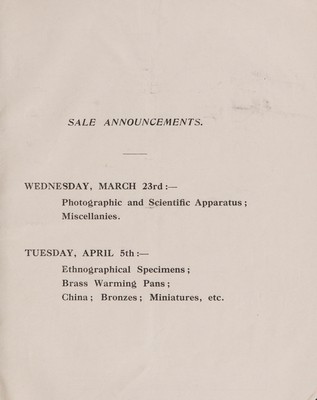 SALE ANNOUNCEMENTS.
WEDNESDAY, MARCH 23rd :—
Photographic and Scientific Apparatus ;
Miscellanies.
TUESDAY, APRIL 5th :—
Ethnographical Specimens ;
Brass Warming Pans ;
China ; Bronzes ; Miniatures, etc.